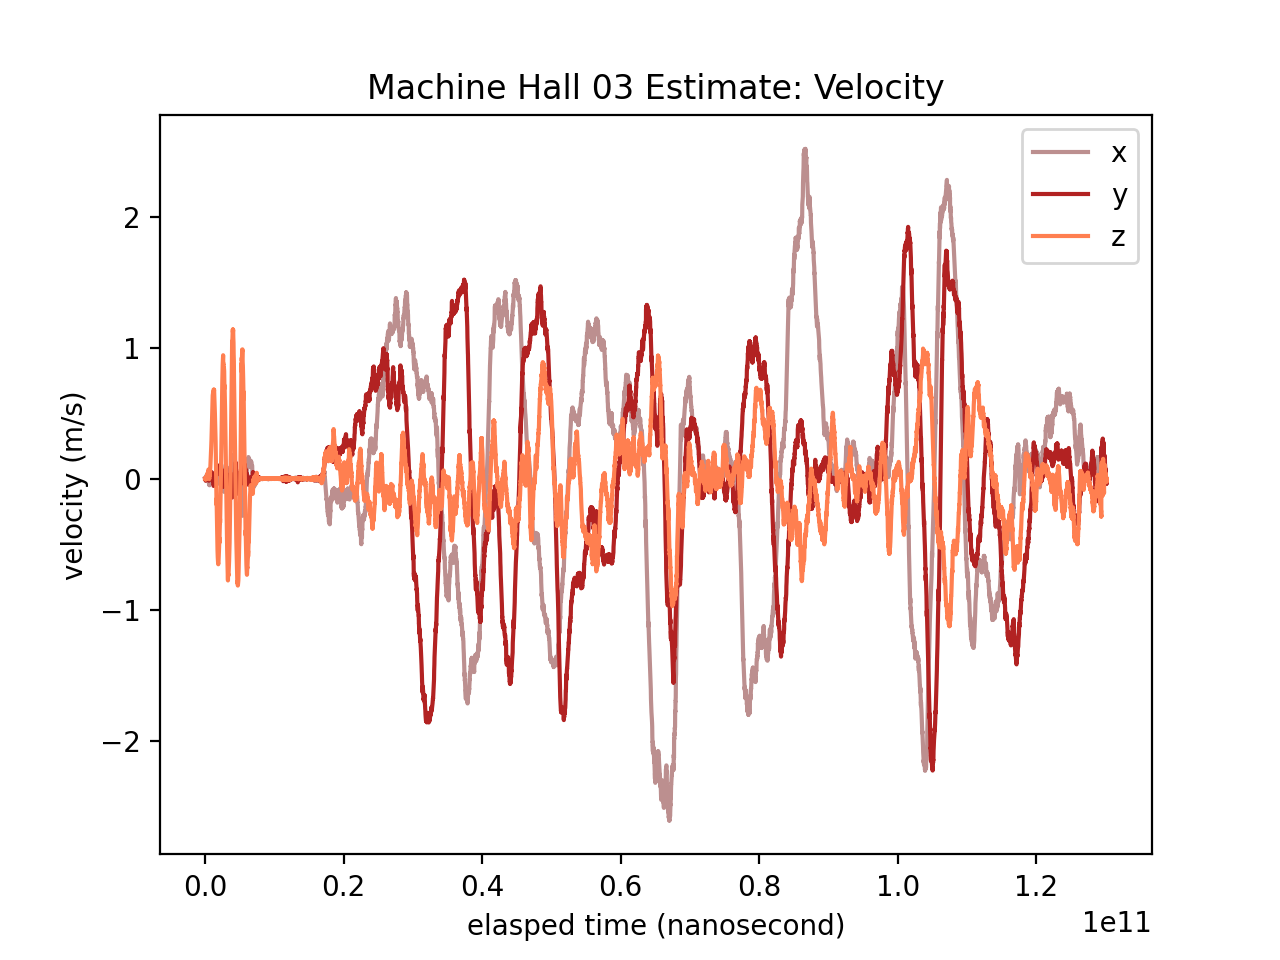 Machine Hall 03 Estimate: Velocity
x
y
z
velocity (m/s)
2
1
0
−1
−2
0.0 0.2 0.4 0.6 0.8 1.0 1.2
elasped time (nanosecond)
1e11